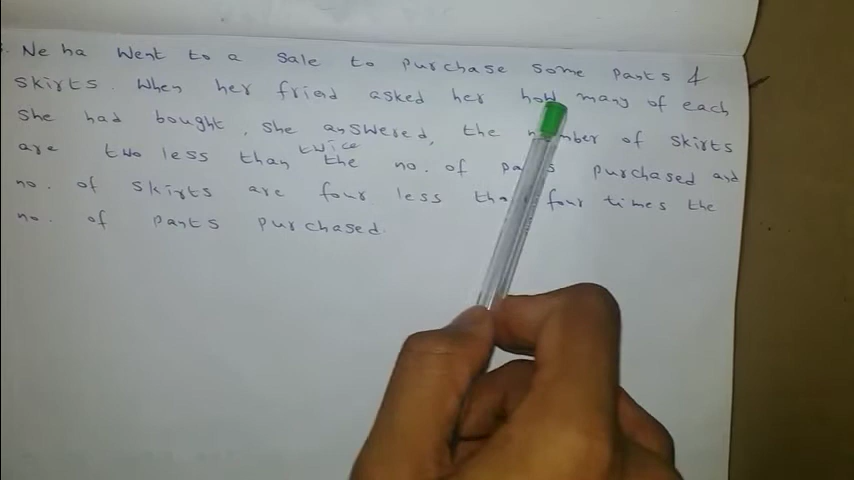 Neha went to a sale to purchase some pants &
skirts. When her friend asked her how many of each
she had bought, she answered, the number of skirts
are two less than twice the no. of pants purchased and
no. of skirts are four less than four times the
no. of pants purchased.